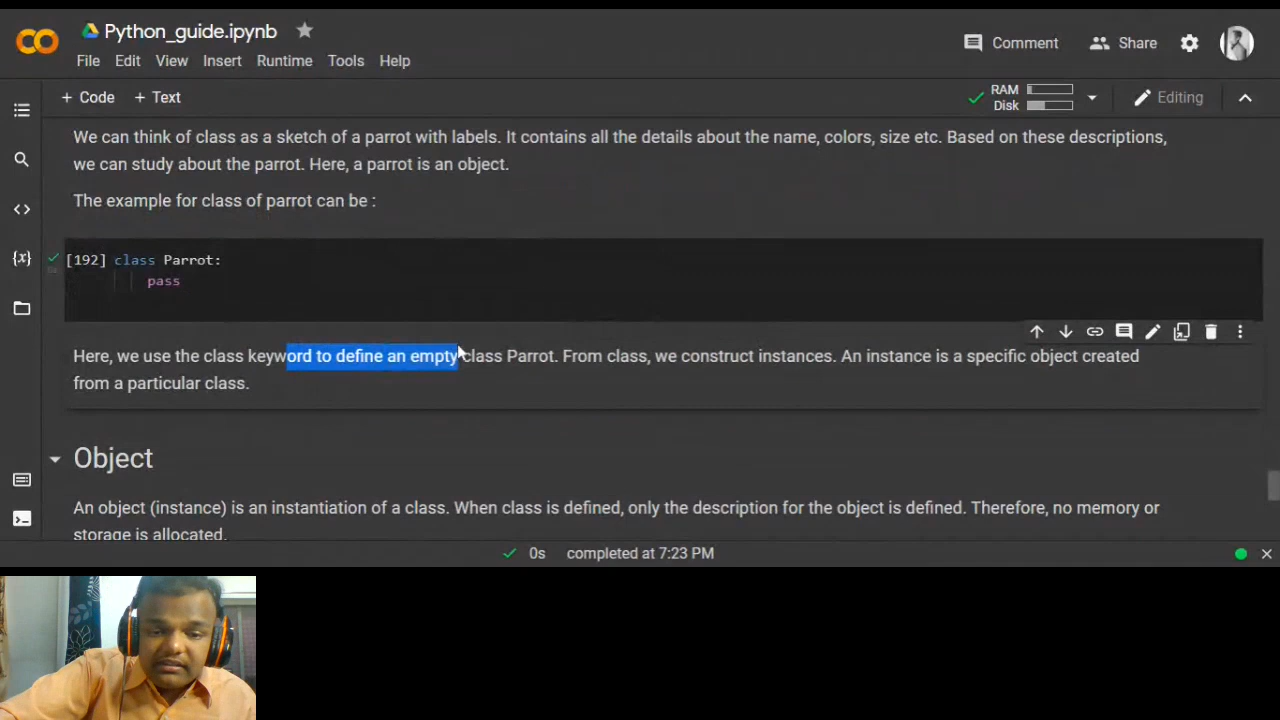 Python_guide.ipynb
File Edit View Insert Runtime Tools Help
Comment
Share
+ Code + Text
RAM
Disk
Editing
We can think of class as a sketch of a parrot with labels. It contains all the details about the name, colors, size etc. Based on these descriptions,
we can study about the parrot. Here, a parrot is an object.
The example for class of parrot can be :
[192] class Parrot:
pass
Here, we use the class keyword to define an empty class Parrot. From class, we construct instances. An instance is a specific object created
from a particular class.
Object
An object (instance) is an instantiation of a class. When class is defined, only the description for the object is defined. Therefore, no memory or
storage is allocated.
0s completed at 7:23 PM